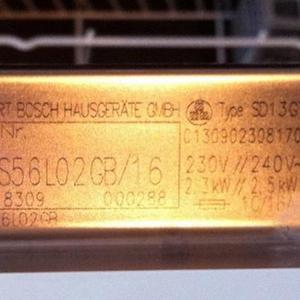 RT BOSCH HAUSGERÄTE GMBH Type SD13G
Nr. 013090230817
S56L02GB/16 230V // 240V
8309 000288 2.3kW // 2.5kW
6L02GB 10/16A